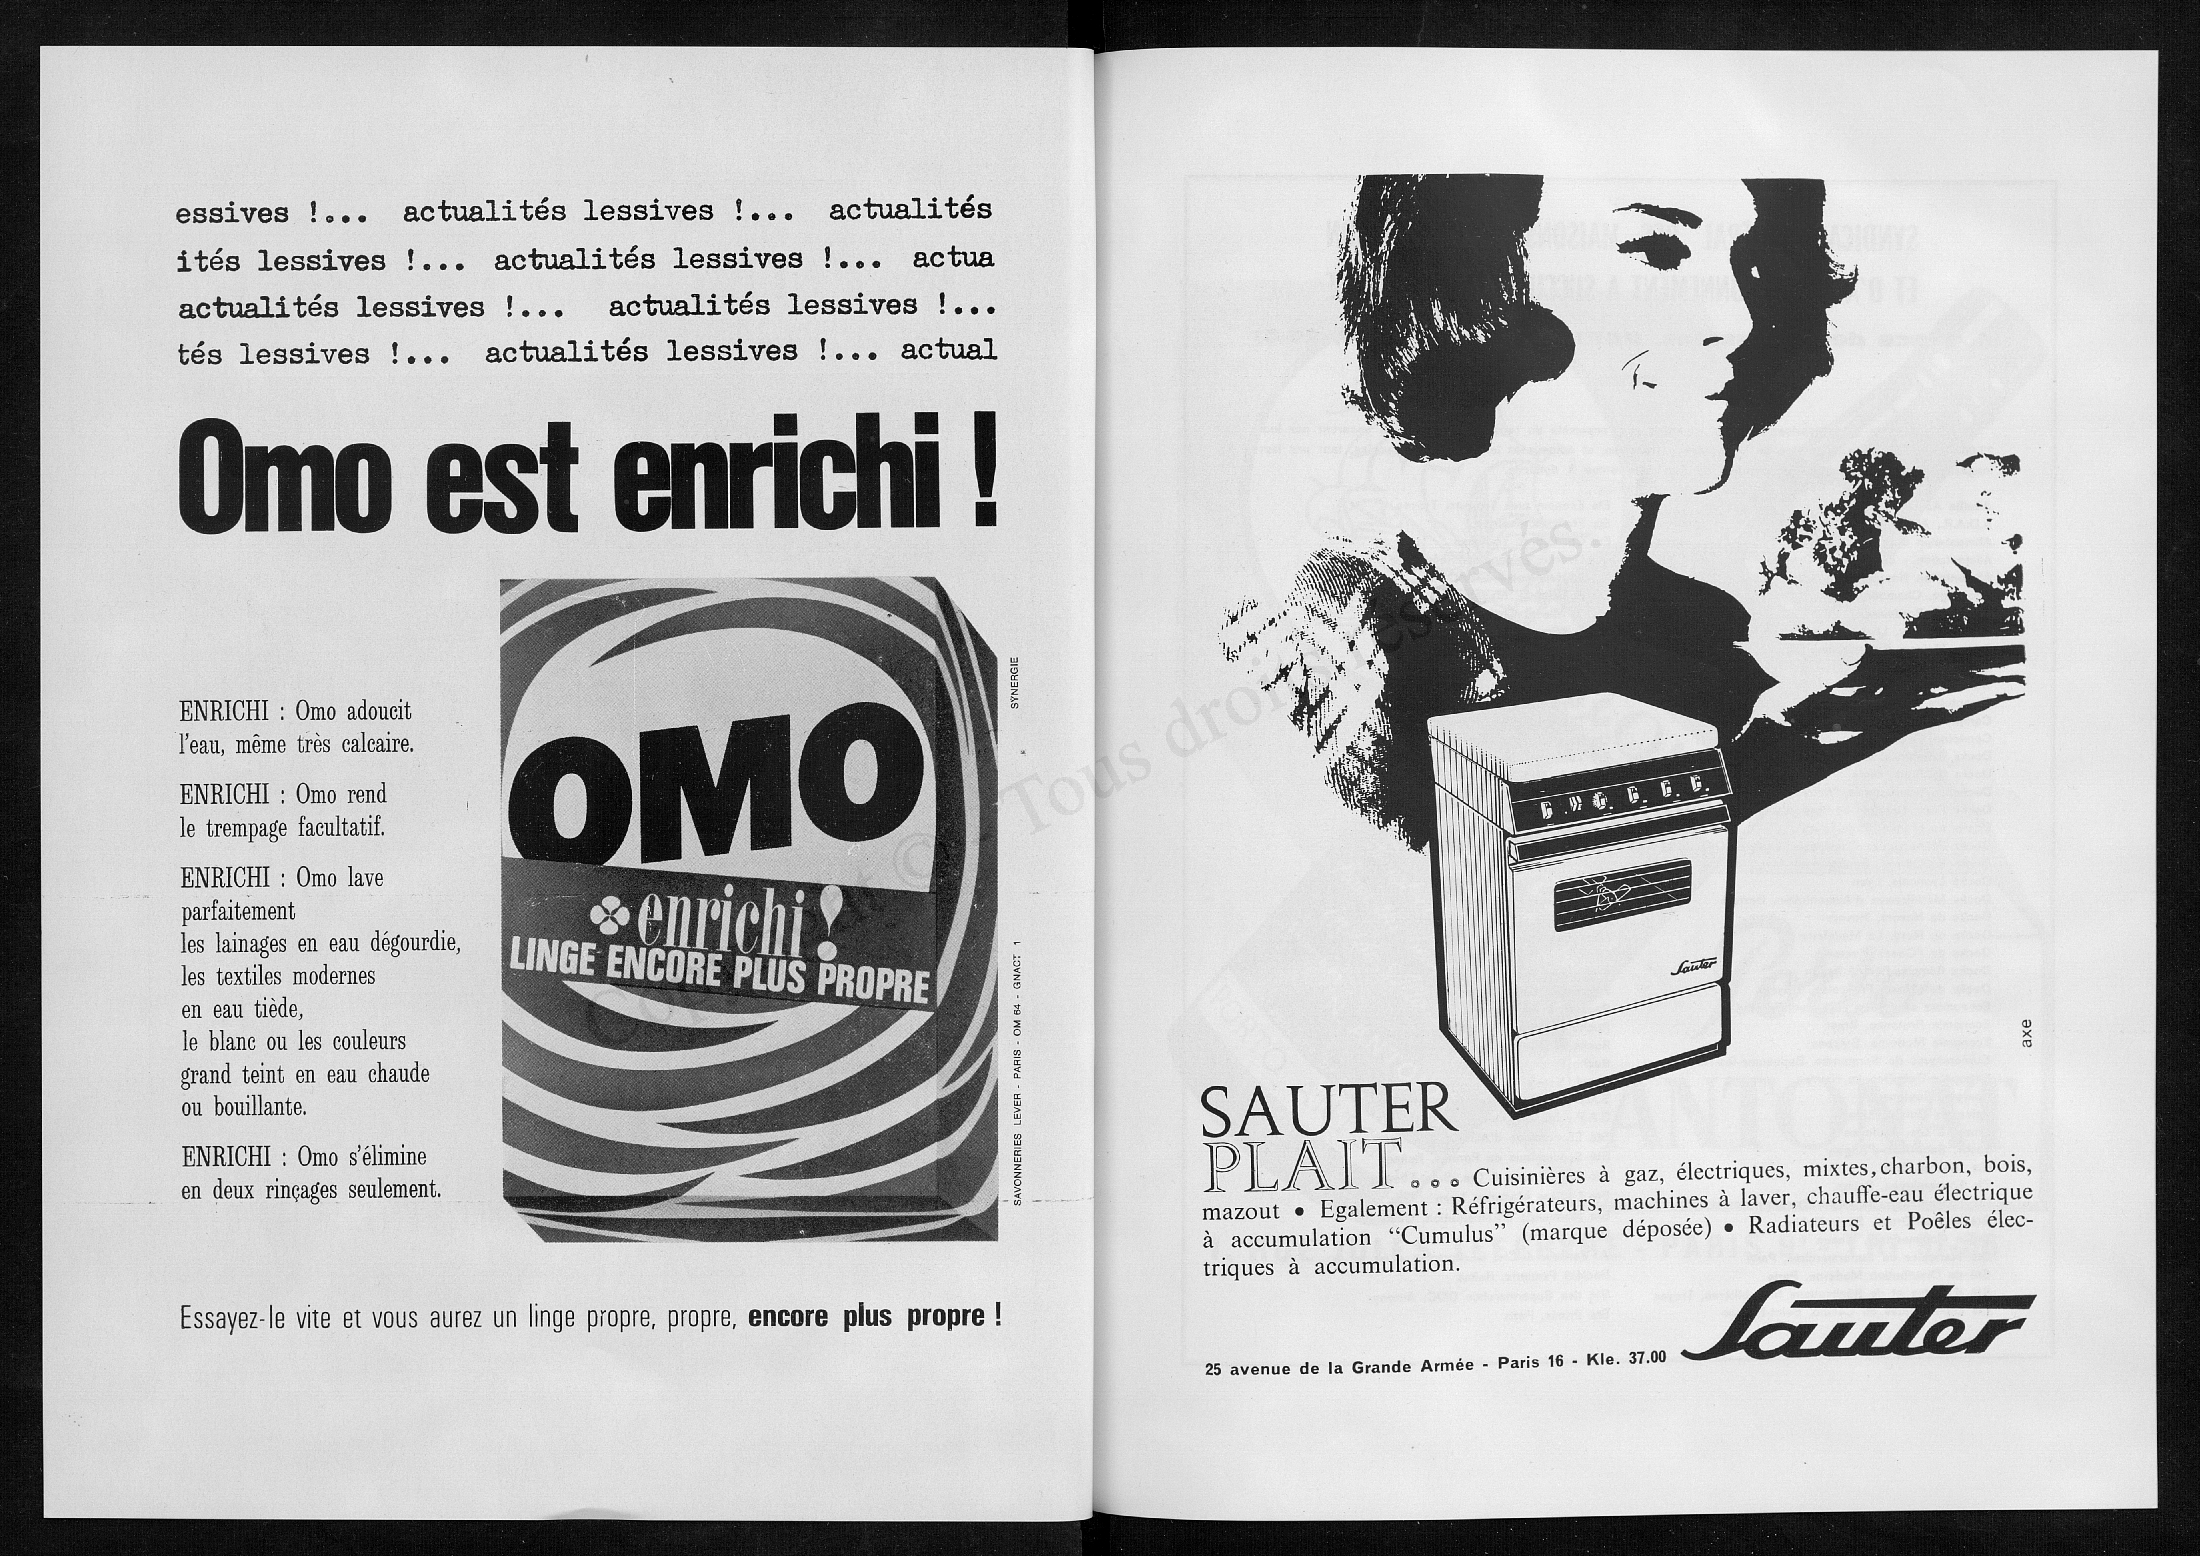 essives !... actualités lessives !... actualités
ités lessives !... actualités lessives !... actua
actualités lessives !... actualités lessives !...
tés lessives !... actualités lessives !... actual
Omo est enrichi !
ENRICHI : Omo adoucit
l'eau, même très calcaire.
ENRICHI : Omo rend
le trempage facultatif.
ENRICHI : Omo lave
parfaitement
les lainages en eau dégourdie,
les textiles modernes
en eau tiède,
le blanc ou les couleurs
grand teint en eau chaude
ou bouillante.
ENRICHI : Omo s'élimine
en deux rinçages seulement.
OMO
enrichi !
LINGE ENCORE PLUS PROPRE
SYNERGIE
SAVONNERIES LEVER - PARIS - OM 64 - GNACT 1
Essayez-le vite et vous aurez un linge propre, propre, encore plus propre !
© Tous droits réservés.
Sauter
axe
SAUTER
PLAIT... Cuisinières à gaz, électriques, mixtes, charbon, bois,
mazout • Egalement : Réfrigérateurs, machines à laver, chauffe-eau électrique
à accumulation "Cumulus" (marque déposée) • Radiateurs et Poêles élec-
triques à accumulation.
Sauter
25 avenue de la Grande Armée - Paris 16 - Kle. 37.00